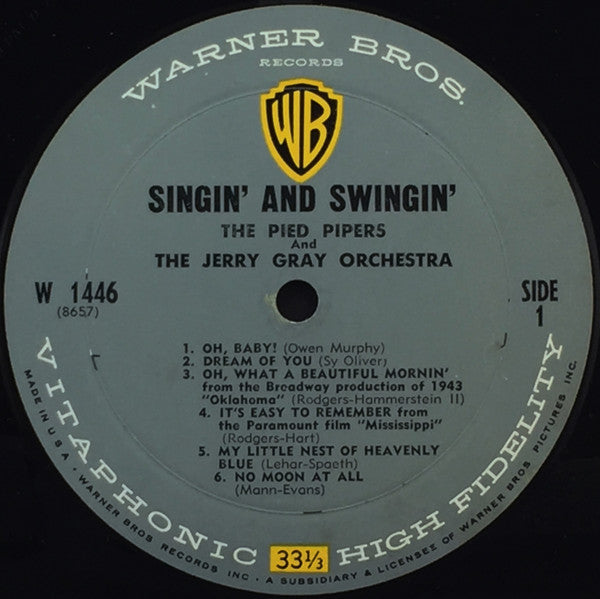 WARNER BROS.
RECORDS
WB
SINGIN' AND SWINGIN'
THE PIED PIPERS
And
THE JERRY GRAY ORCHESTRA
W 1446
(8657)
SIDE
1
1. OH, BABY! (Owen Murphy)
2. DREAM OF YOU (Sy Oliver)
3. OH, WHAT A BEAUTIFUL MORNIN'
from the Broadway production of 1943
"Oklahoma" (Rodgers-Hammerstein II)
4. IT'S EASY TO REMEMBER from
the Paramount film "Mississippi"
(Rodgers-Hart)
5. MY LITTLE NEST OF HEAVENLY
BLUE (Lehar-Spaeth)
6. NO MOON AT ALL
(Mann-Evans)
VITAPHONIC 33⅓ HIGH FIDELITY
MADE IN U.S.A. • WARNER BROS RECORDS INC • A SUBSIDIARY & LICENSEE OF WARNER BROS. PICTURES INC.